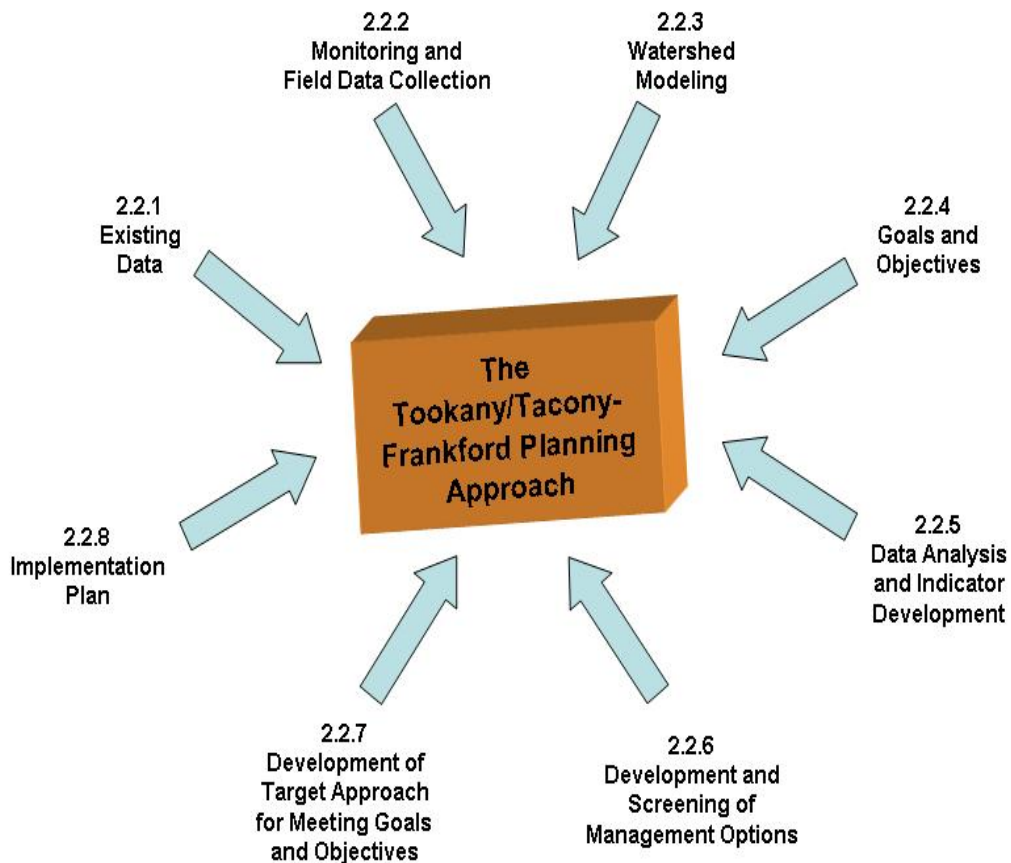 2.2.2
Monitoring and
Field Data Collection
2.2.3
Watershed
Modeling
2.2.1
Existing
Data
2.2.4
Goals and
Objectives
The
Tookany/Tacony-
Frankford Planning
Approach
2.2.8
Implementation
Plan
2.2.5
Data Analysis
and Indicator
Development
2.2.7
Development of
Target Approach
for Meeting Goals
and Objectives
2.2.6
Development and
Screening of
Management Options